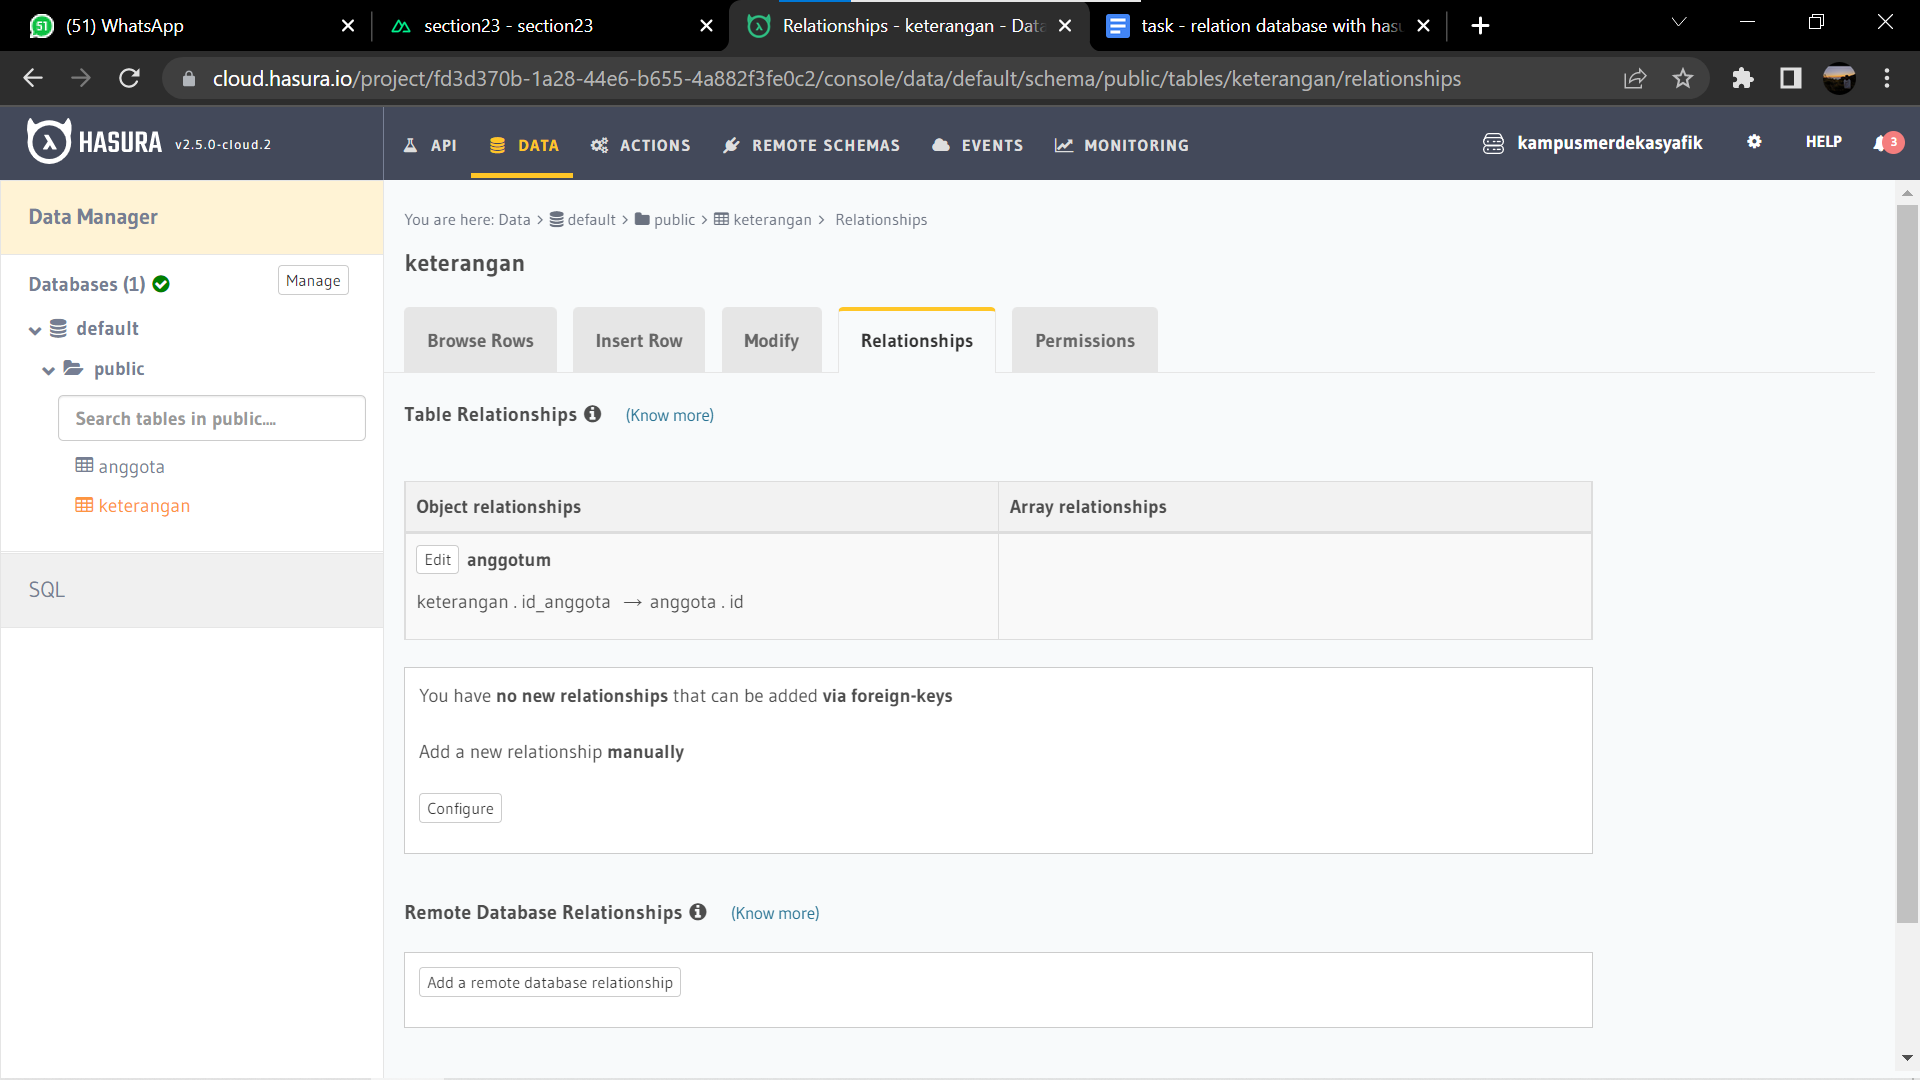 (51) WhatsApp
section23 - section23
Relationships - keterangan - Data
task - relation database with hasu
cloud.hasura.io/project/fd3d370b-1a28-44e6-b655-4a882f3fe0c2/console/data/default/schema/public/tables/keterangan/relationships
HASURA v2.5.0-cloud.2
API DATA ACTIONS REMOTE SCHEMAS EVENTS MONITORING
kampusmerdekasyafik HELP 3
Data Manager
Databases (1) Manage
default
public
Search tables in public....
anggota
keterangan
SQL
You are here: Data > default > public > keterangan > Relationships
keterangan
Browse Rows Insert Row Modify Relationships Permissions
Table Relationships (Know more)
Object relationships Array relationships
Edit anggotum
keterangan . id_anggota → anggota . id
You have no new relationships that can be added via foreign-keys
Add a new relationship manually
Configure
Remote Database Relationships (Know more)
Add a remote database relationship